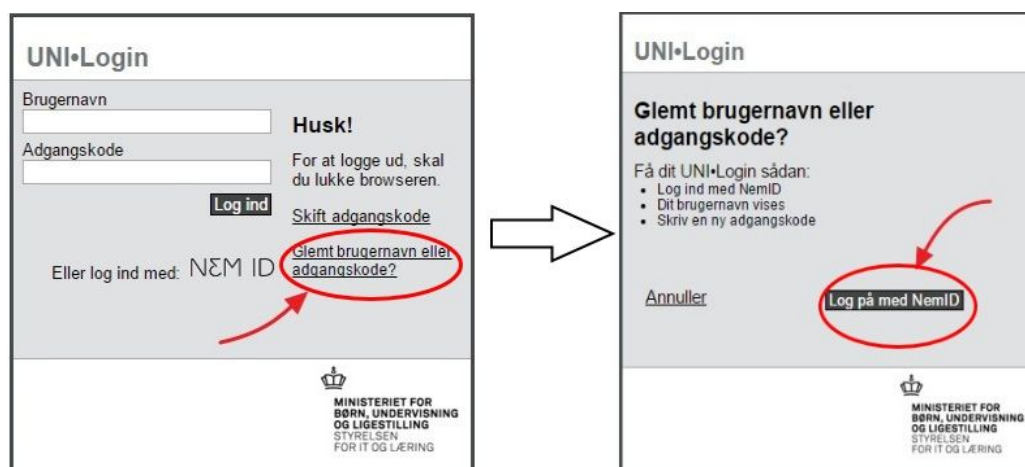 UNI•Login
Brugernavn
Adgangskode
Log ind
Eller log ind med: NEM ID
Husk!
For at logge ud, skal
du lukke browseren.
Skift adgangskode
Glemt brugernavn eller
adgangskode?
MINISTERIET FOR
BØRN, UNDERVISNING
OG LIGESTILLING
STYRELSEN
FOR IT OG LÆRING
UNI•Login
Glemt brugernavn eller
adgangskode?
Få dit UNI•Login sådan:
• Log ind med NemID
• Dit brugernavn vises
• Skriv en ny adgangskode
Annuller
Log på med NemID
MINISTERIET FOR
BØRN, UNDERVISNING
OG LIGESTILLING
STYRELSEN
FOR IT OG LÆRING